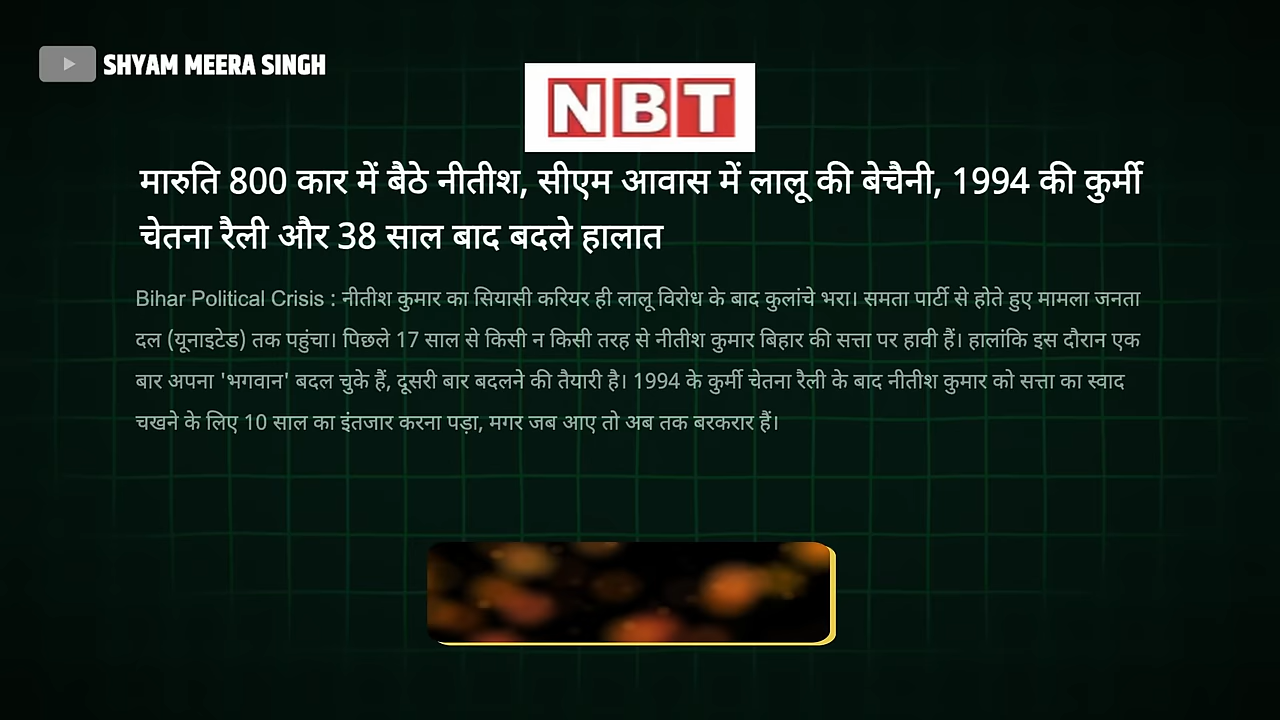 SHYAM MEERA SINGH
NBT
मारुति 800 कार में बैठे नीतीश, सीएम आवास में लालू की बेचैनी, 1994 की कुर्मी
चेतना रैली और 38 साल बाद बदले हालात
Bihar Political Crisis : नीतीश कुमार का सियासी करियर ही लालू विरोध के बाद कुलांचे भरा। समता पार्टी से होते हुए मामला जनता
दल (यूनाइटेड) तक पहुंचा। पिछले 17 साल से किसी न किसी तरह से नीतीश कुमार बिहार की सत्ता पर हावी हैं। हालांकि इस दौरान एक
बार अपना 'भगवान' बदल चुके हैं, दूसरी बार बदलने की तैयारी है। 1994 के कुर्मी चेतना रैली के बाद नीतीश कुमार को सत्ता का स्वाद
चखने के लिए 10 साल का इंतजार करना पड़ा, मगर जब आए तो अब तक बरकरार हैं।